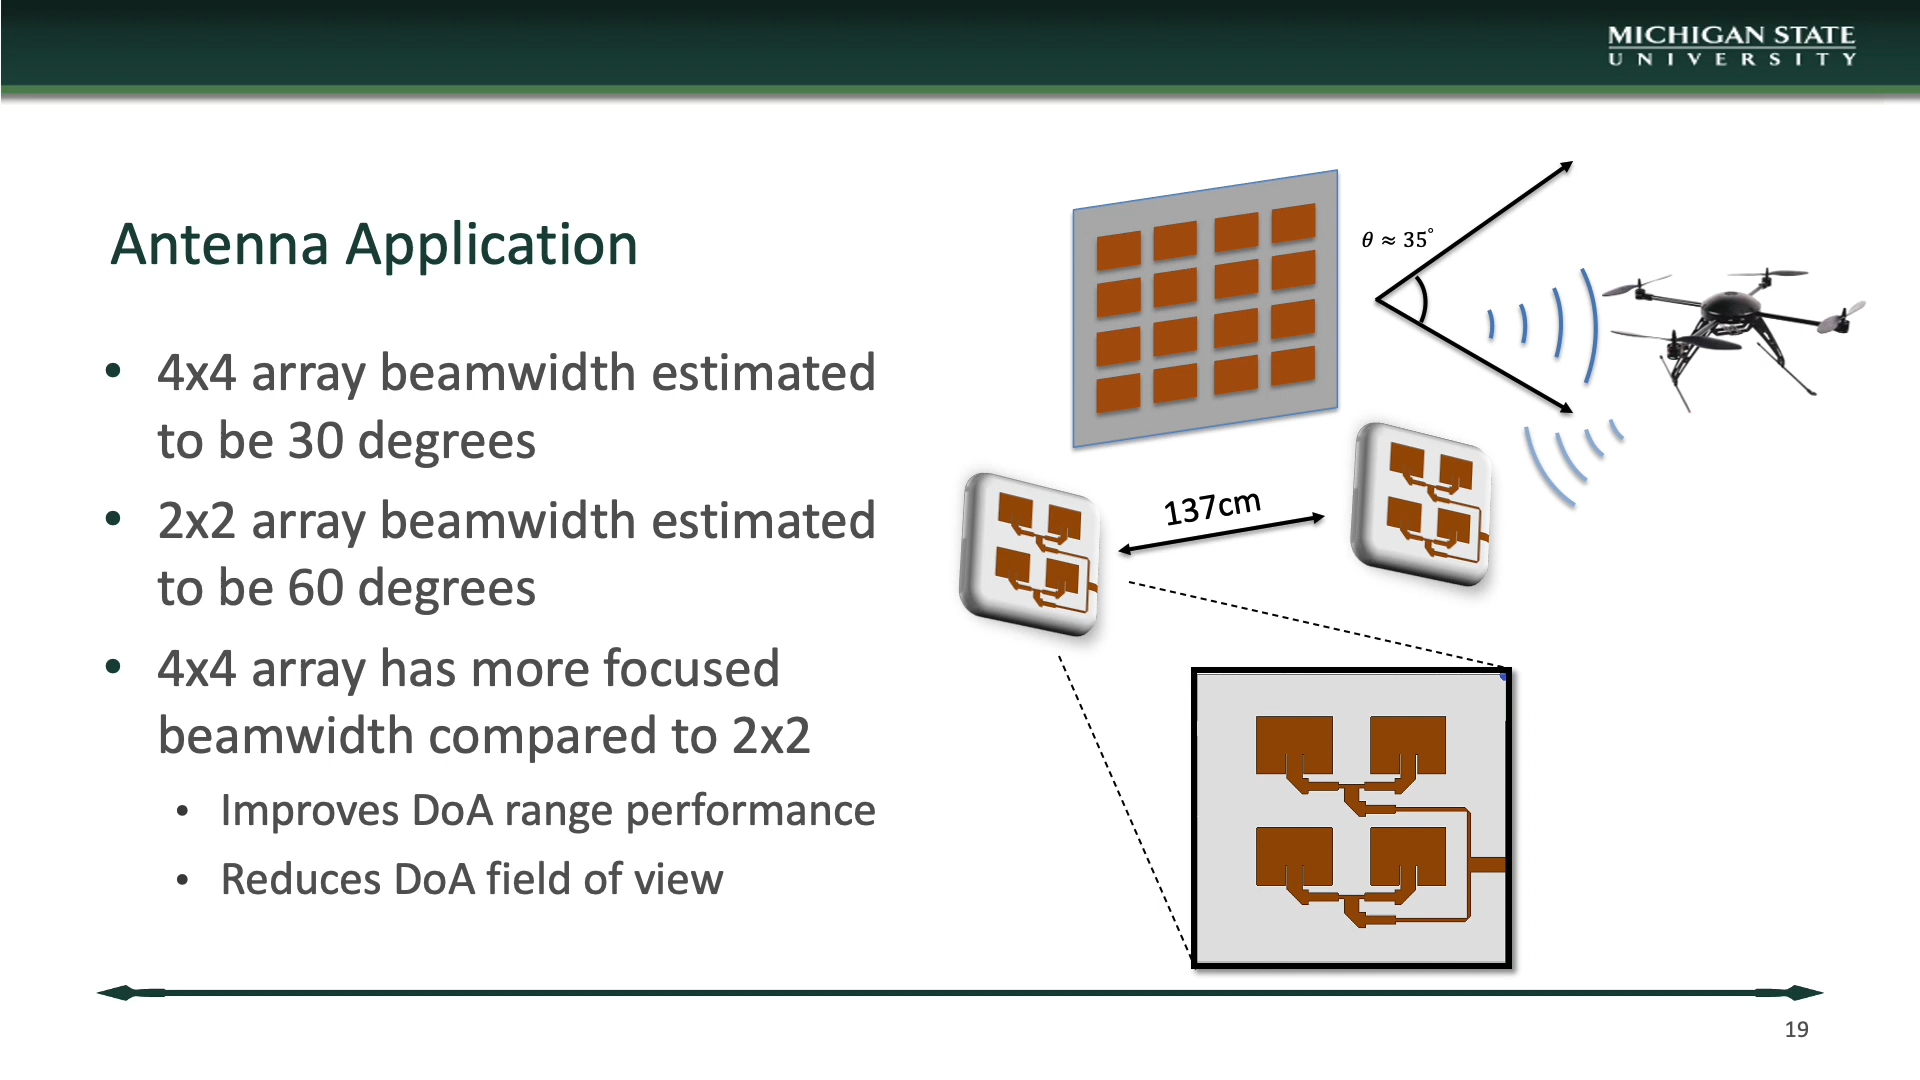 MICHIGAN STATE
UNIVERSITY
Antenna Application
• 4x4 array beamwidth estimated
to be 30 degrees
• 2x2 array beamwidth estimated
to be 60 degrees
• 4x4 array has more focused
beamwidth compared to 2x2
• Improves DoA range performance
• Reduces DoA field of view
θ ≈ 35°
137cm
19